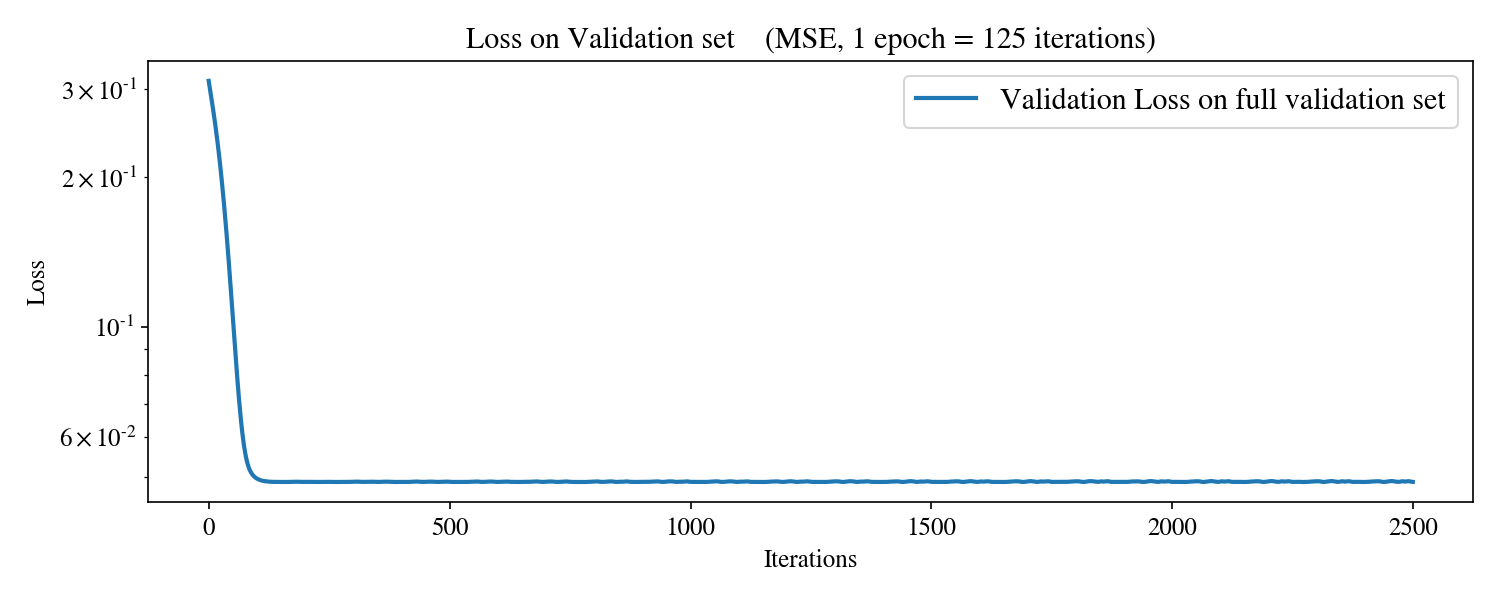 Loss on Validation set (MSE, 1 epoch = 125 iterations)
Validation Loss on full validation set
3×10⁻¹
2×10⁻¹
10⁻¹
6×10⁻²
Loss
0 500 1000 1500 2000 2500
Iterations